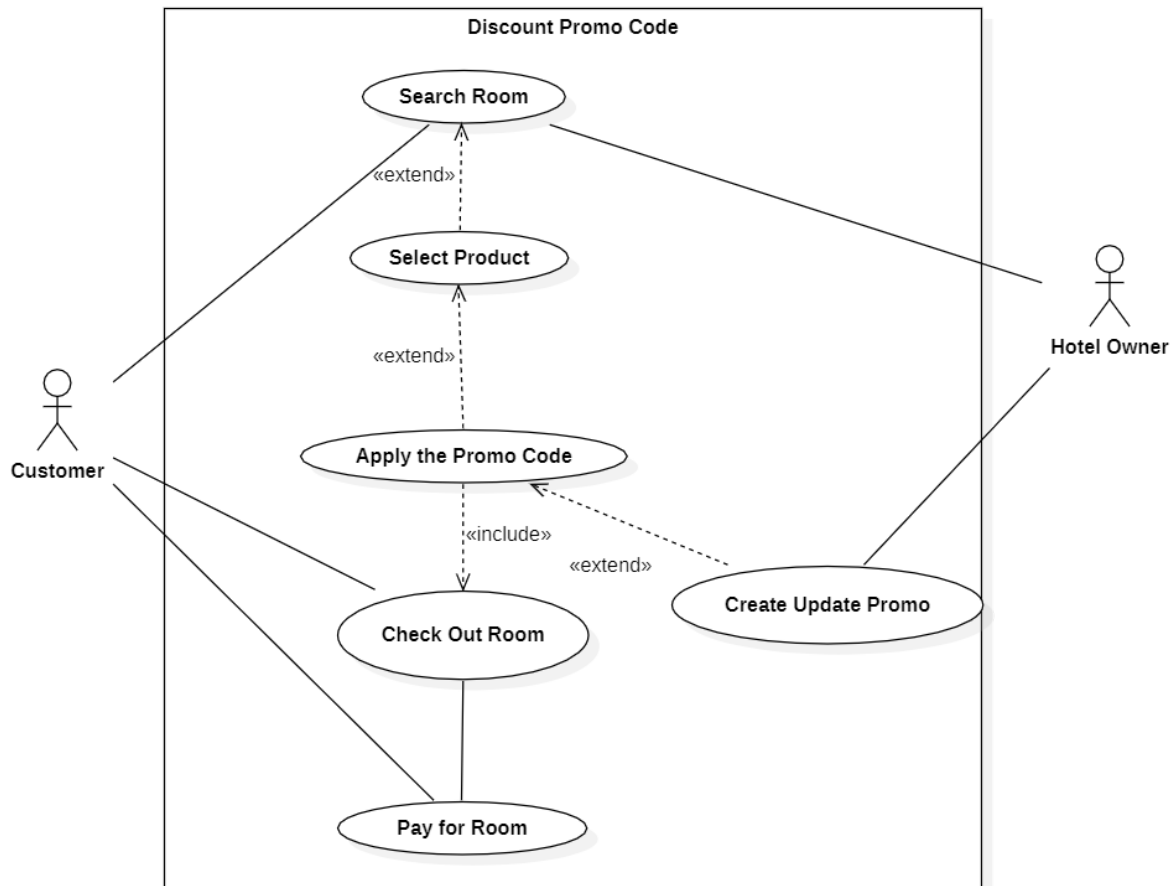 Discount Promo Code
Search Room
«extend»
Select Product
Hotel Owner
«extend»
Apply the Promo Code
Customer
«include»
«extend»
Create Update Promo
Check Out Room
Pay for Room